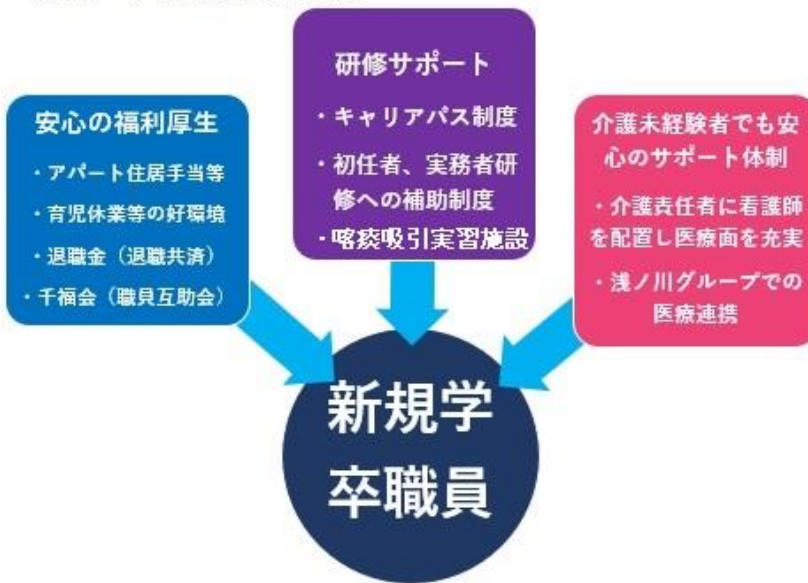 安心の福利厚生
・アパート住居手当等
・育児休業等の好環境
・退職金（退職共済）
・千福会（職員互助会）
研修サポート
・キャリアパス制度
・初任者、実務者研
修への補助制度
・喀痰吸引実習施設
介護未経験者でも安
心のサポート体制
・介護責任者に看護師
を配置し医療面を充実
・浅ノ川グループでの
医療連携
新規学
卒職員